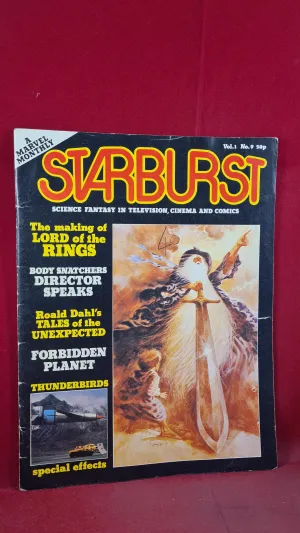 A
MARVEL
MONTHLY
Vol.1 No.9 50p
STARBURST
SCIENCE FANTASY IN TELEVISION, CINEMA AND COMICS
The making of
LORD of the
RINGS
BODY SNATCHERS
DIRECTOR
SPEAKS
Roald Dahl's
TALES of the
UNEXPECTED
FORBIDDEN
PLANET
THUNDERBIRDS
special effects